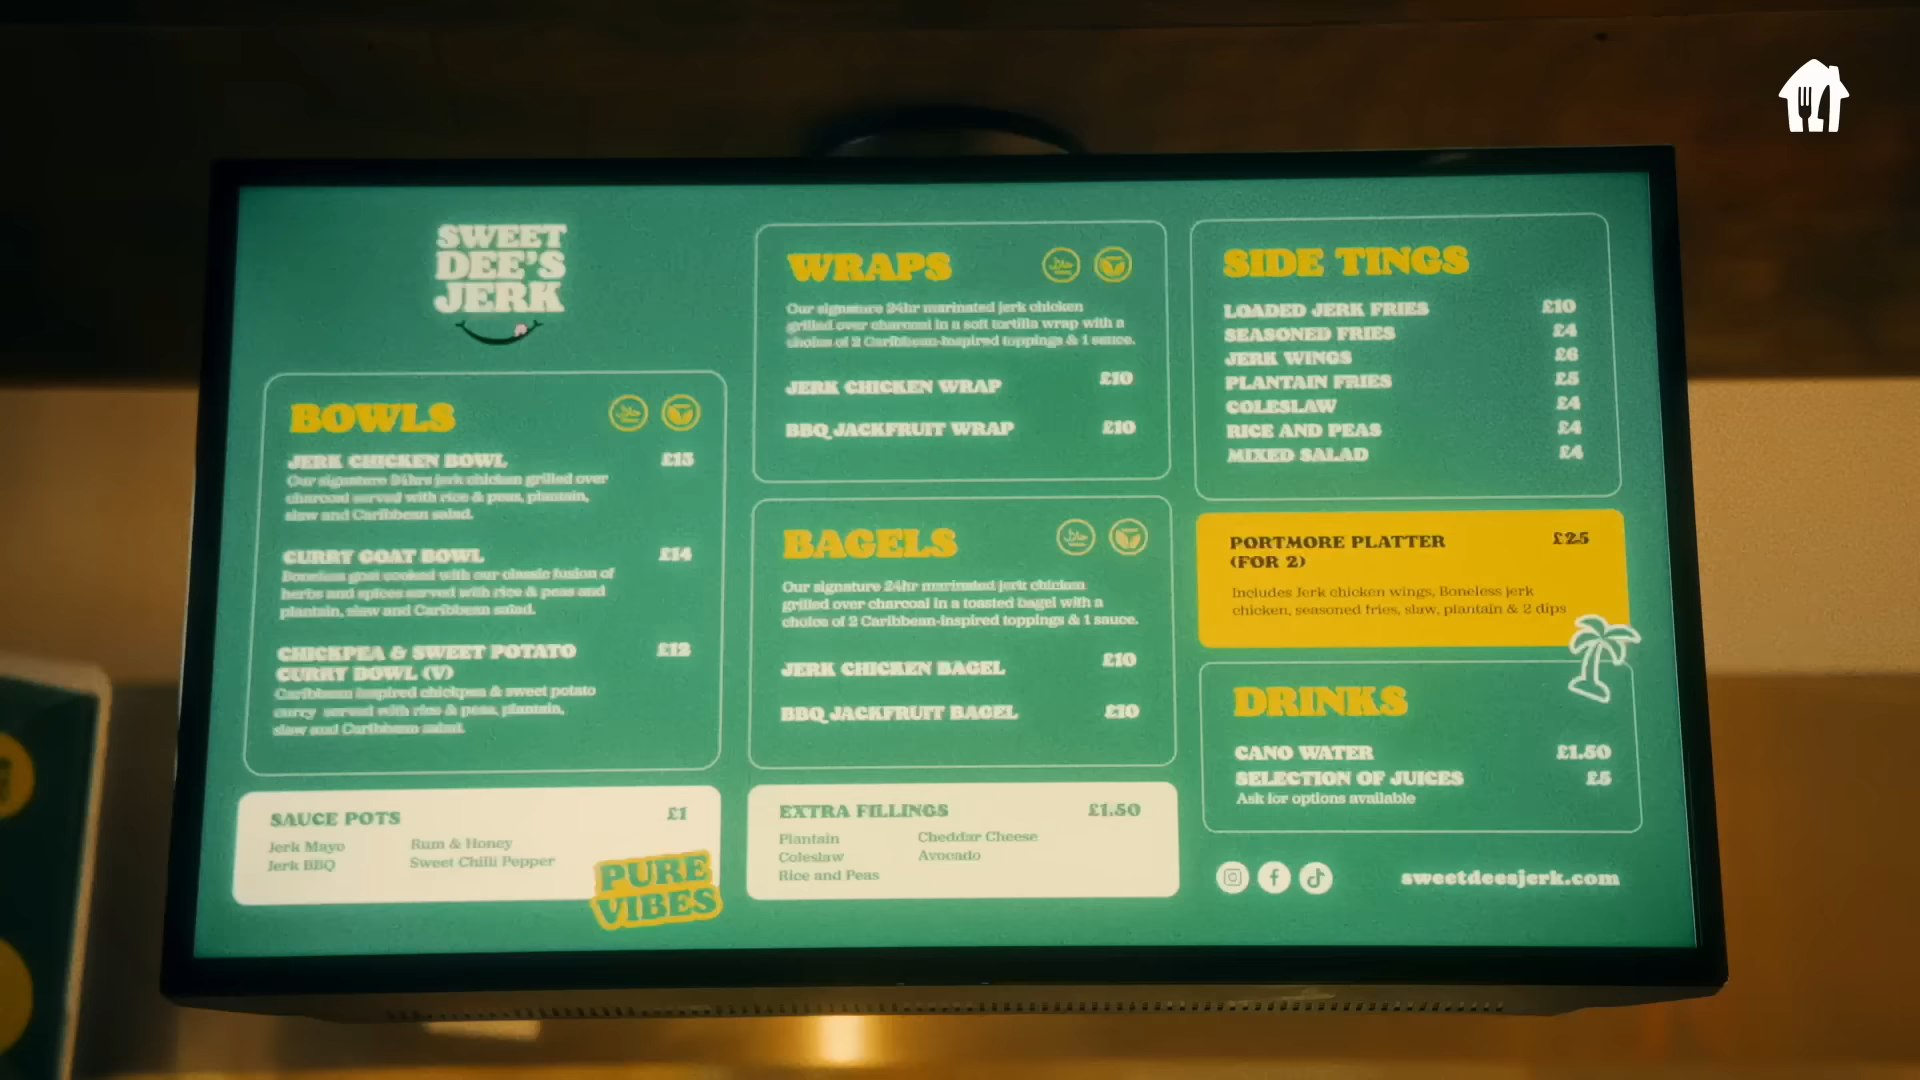 SWEET
DEE'S
JERK
BOWLS
JERK CHICKEN BOWL £13
Our signature 24hrs jerk chicken grilled over
charcoal served with rice & peas, plantain,
slaw and Caribbean salad.
CURRY GOAT BOWL £14
Boneless goat cooked with our classic fusion of
herbs and spices served with rice & peas and
plantain, slaw and Caribbean salad.
CHICKPEA & SWEET POTATO £12
CURRY BOWL (V)
Caribbean inspired chickpea & sweet potato
curry served with rice & peas, plantain,
slaw and Caribbean salad.
SAUCE POTS £1
Jerk Mayo Rum & Honey
Jerk BBQ Sweet Chilli Pepper
PURE
VIBES
WRAPS
Our signature 24hr marinated jerk chicken
grilled over charcoal in a soft tortilla wrap with a
choice of 2 Caribbean-inspired toppings & 1 sauce.
JERK CHICKEN WRAP £10
BBQ JACKFRUIT WRAP £10
BAGELS
Our signature 24hr marinated jerk chicken
grilled over charcoal in a toasted bagel with a
choice of 2 Caribbean-inspired toppings & 1 sauce.
JERK CHICKEN BAGEL £10
BBQ JACKFRUIT BAGEL £10
EXTRA FILLINGS £1.50
Plantain Cheddar Cheese
Coleslaw Avocado
Rice and Peas
SIDE TINGS
LOADED JERK FRIES £10
SEASONED FRIES £4
JERK WINGS £6
PLANTAIN FRIES £5
COLESLAW £4
RICE AND PEAS £4
MIXED SALAD £4
PORTMORE PLATTER £25
(FOR 2)
Includes Jerk chicken wings, Boneless jerk
chicken, seasoned fries, slaw, plantain & 2 dips
DRINKS
CANO WATER £1.50
SELECTION OF JUICES £5
Ask for options available
sweetdeesjerk.com